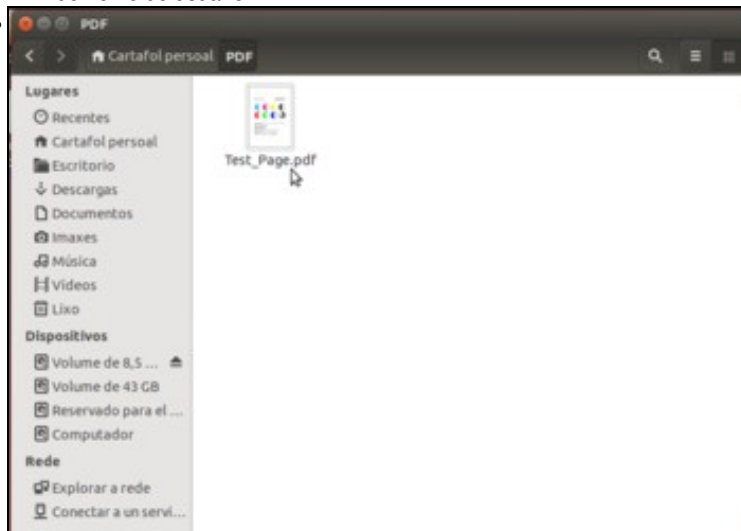 PDF
Cartafol persoal PDF
Lugares
Recentes
Cartafol persoal
Escritorio
Descargas
Documentos
Imaxes
Música
Vídeos
Lixo
Test_Page.pdf
Dispositivos
Volume de 8,5 ...
Volume de 43 GB
Reservado para el ...
Computador
Rede
Explorar a rede
Conectar a un servi...